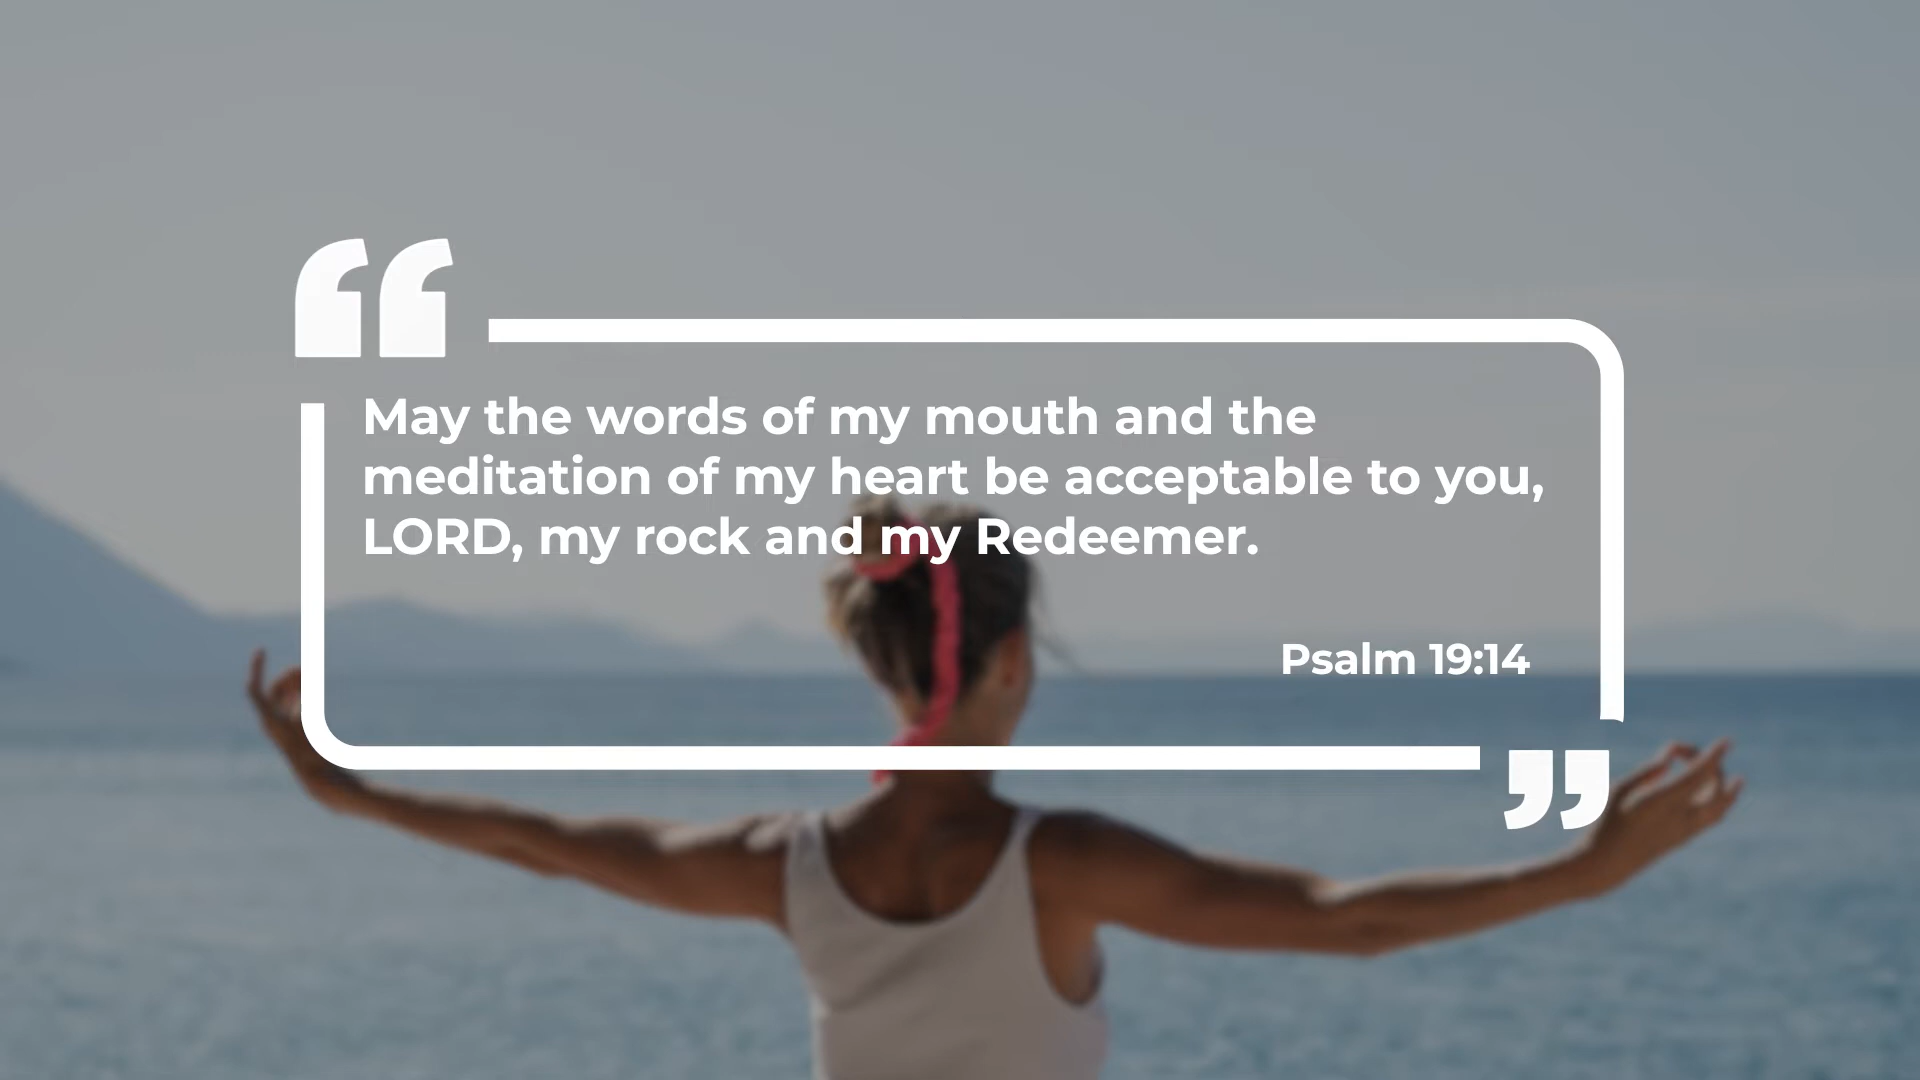 May the words of my mouth and the
meditation of my heart be acceptable to you,
LORD, my rock and my Redeemer.
Psalm 19:14